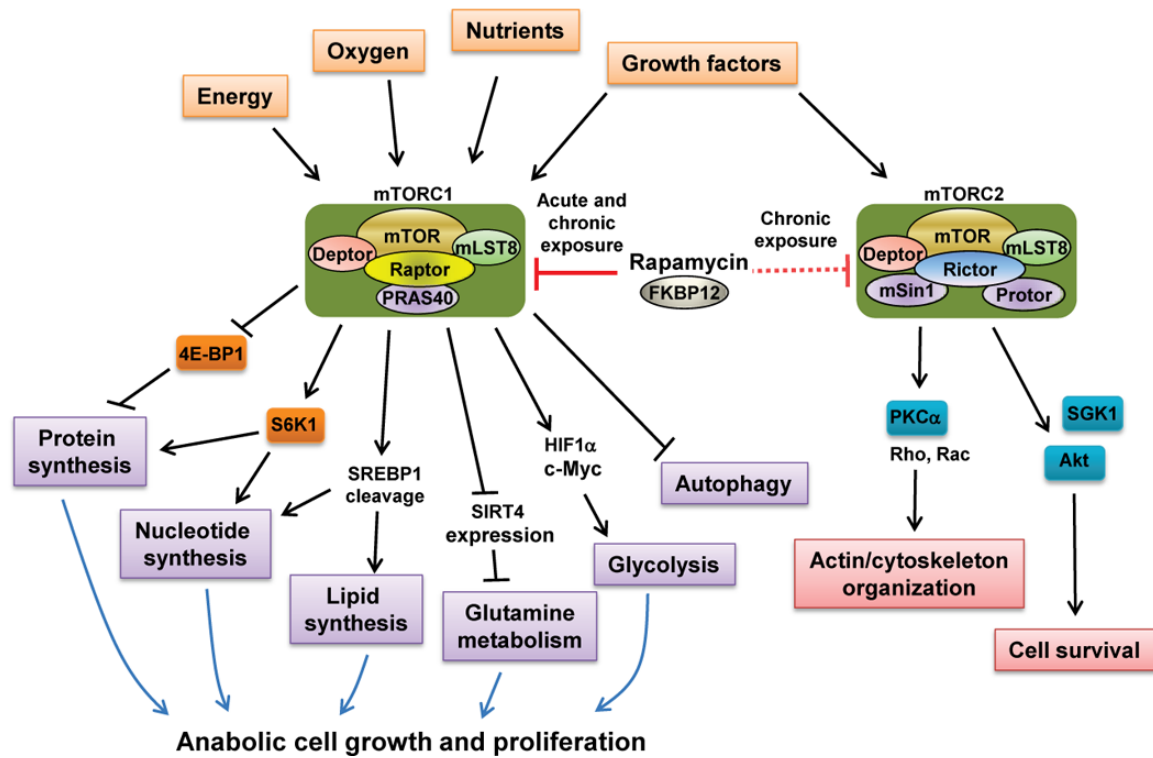 Nutrients
Oxygen
Growth factors
Energy
mTORC1
mTORC2
Acute and
chronic
exposure
Chronic
exposure
mTOR
Deptor
mLST8
Raptor
PRAS40
Rapamycin
FKBP12
mTOR
Deptor
mLST8
Rictor
mSin1
Protor
4E-BP1
S6K1
PKCα
SGK1
Rho, Rac
Akt
Protein
synthesis
HIF1α
c-Myc
SREBP1
cleavage
Autophagy
SIRT4
expression
Nucleotide
synthesis
Glycolysis
Actin/cytoskeleton
organization
Lipid
synthesis
Glutamine
metabolism
Cell survival
Anabolic cell growth and proliferation